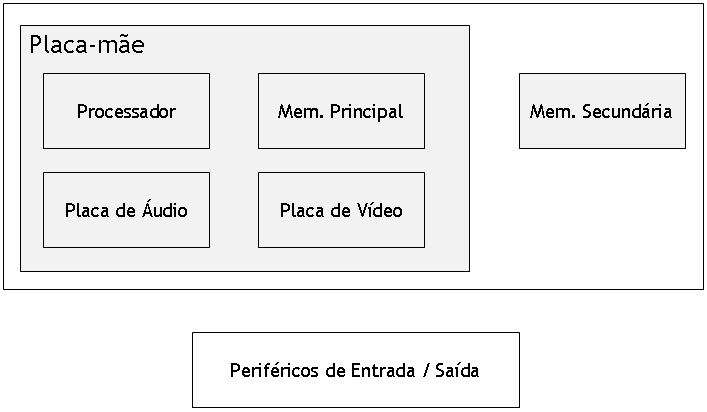 Placa-mãe
Processador
Mem. Principal
Mem. Secundária
Placa de Áudio
Placa de Vídeo
Periféricos de Entrada / Saída